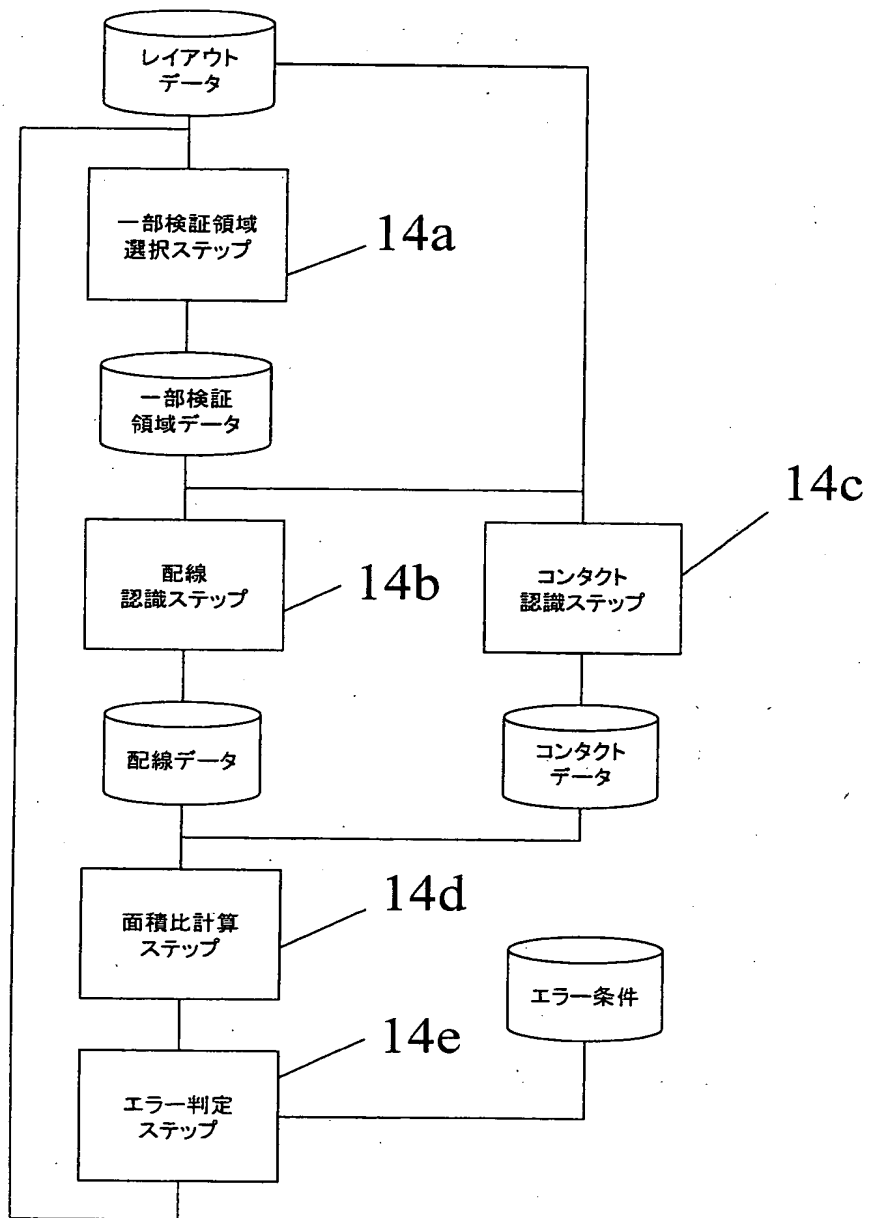 レイアウト
データ
一部検証領域
選択ステップ
14a
一部検証
領域データ
14c
配線
認識ステップ
14b
コンタクト
認識ステップ
配線データ
コンタクト
データ
面積比計算
ステップ
14d
エラー条件
14e
エラー判定
ステップ